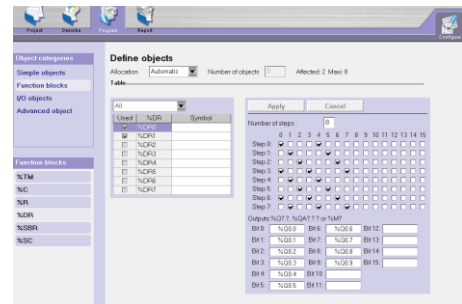 Project
Describe
Program
Report
Configure
Object categories
Simple objects
Function blocks
I/O objects
Advanced object
Function blocks
%TM
%C
%R
%DR
%SBR
%SC
Define objects
Allocation Automatic Number of objects 0 Affected: 2 Maxi: 8
Table
All
Used %DR Symbol
%DR0
%DR1
%DR2
%DR3
%DR4
%DR5
%DR6
%DR7
Apply Cancel
Number of steps : 8
0 1 2 3 4 5 6 7 8 9 10 11 12 13 14 15
Step 0:
Step 1:
Step 2:
Step 3:
Step 4:
Step 5:
Step 6:
Step 7:
Outputs:%Q?.?, %QA?.?.? or %M?
Bit 0: %Q0.0 Bit 6: %Q0.6 Bit 12:
Bit 1: %Q0.1 Bit 7: %Q0.7 Bit 13:
Bit 2: %Q0.2 Bit 8: %Q0.8 Bit 14:
Bit 3: %Q0.3 Bit 9: %Q0.9 Bit 15:
Bit 4: %Q0.4 Bit 10:
Bit 5: %Q0.5 Bit 11: